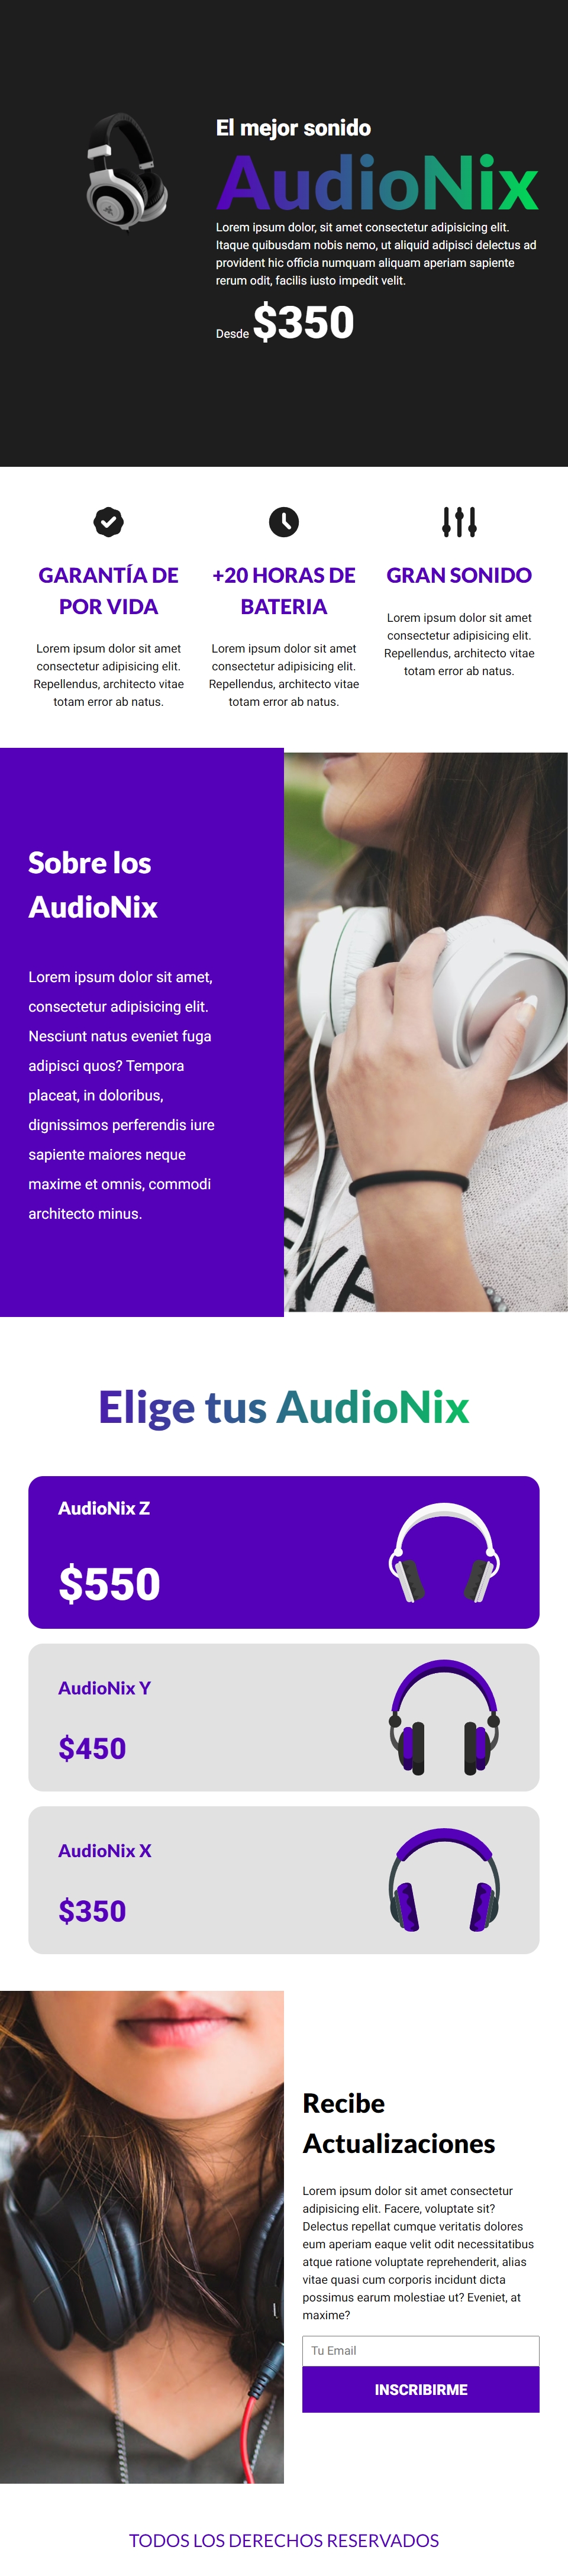 El mejor sonido
AudioNix
Lorem ipsum dolor, sit amet consectetur adipisicing elit.
Itaque quibusdam nobis nemo, ut aliquid adipisci delectus ad
provident hic officia numquam aliquam aperiam sapiente
rerum odit, facilis iusto impedit velit.
Desde $350
GARANTÍA DE
POR VIDA
Lorem ipsum dolor sit amet
consectetur adipisicing elit.
Repellendus, architecto vitae
totam error ab natus.
+20 HORAS DE
BATERIA
Lorem ipsum dolor sit amet
consectetur adipisicing elit.
Repellendus, architecto vitae
totam error ab natus.
GRAN SONIDO
Lorem ipsum dolor sit amet
consectetur adipisicing elit.
Repellendus, architecto vitae
totam error ab natus.
Sobre los
AudioNix
Lorem ipsum dolor sit amet,
consectetur adipisicing elit.
Nesciunt natus eveniet fuga
adipisci quos? Tempora
placeat, in doloribus,
dignissimos perferendis iure
sapiente maiores neque
maxime et omnis, commodi
architecto minus.
Elige tus AudioNix
AudioNix Z
$550
AudioNix Y
$450
AudioNix X
$350
Recibe
Actualizaciones
Lorem ipsum dolor sit amet consectetur
adipisicing elit. Facere, voluptate sit?
Delectus repellat cumque veritatis dolores
eum aperiam eaque velit odit necessitatibus
atque ratione voluptate reprehenderit, alias
vitae quasi cum corporis incidunt dicta
possimus earum molestiae ut? Eveniet, at
maxime?
Tu Email
INSCRIBIRME
TODOS LOS DERECHOS RESERVADOS